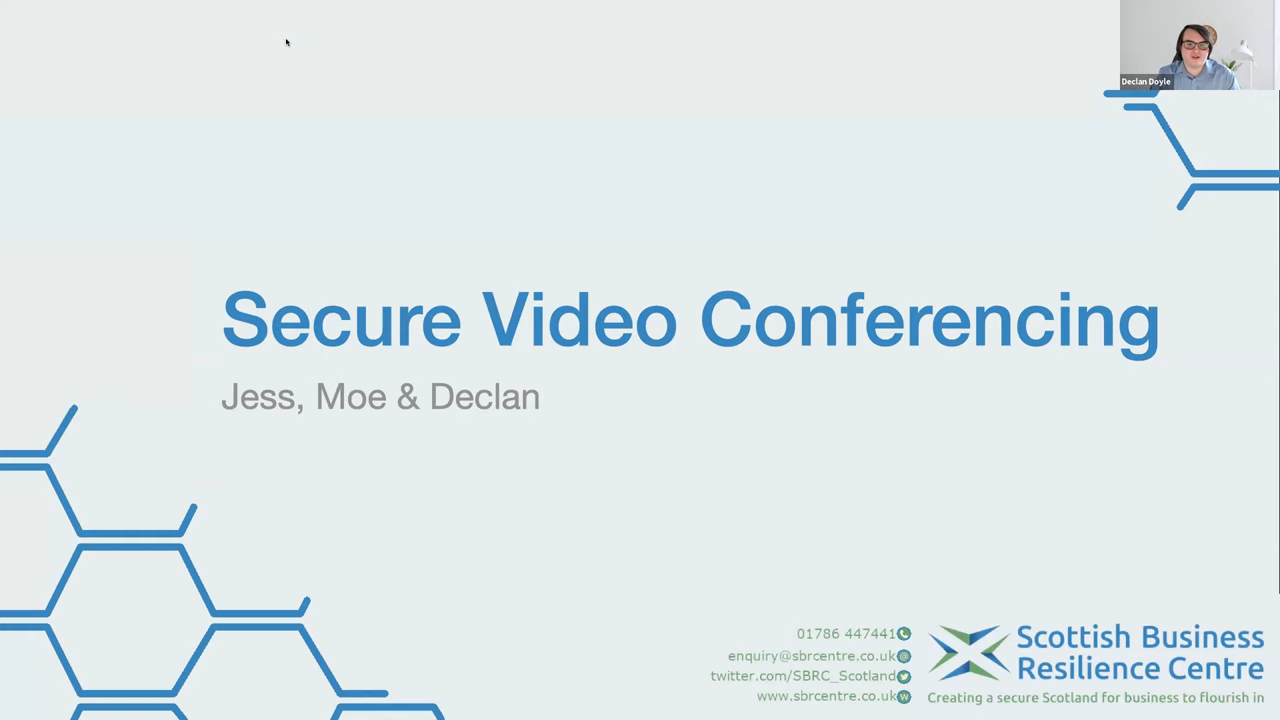 Declan Doyle
Secure Video Conferencing
Jess, Moe & Declan
01786 447441
enquiry@sbrcentre.co.uk
twitter.com/SBRC_Scotland
www.sbrcentre.co.uk
Scottish Business
Resilience Centre
Creating a secure Scotland for business to flourish in